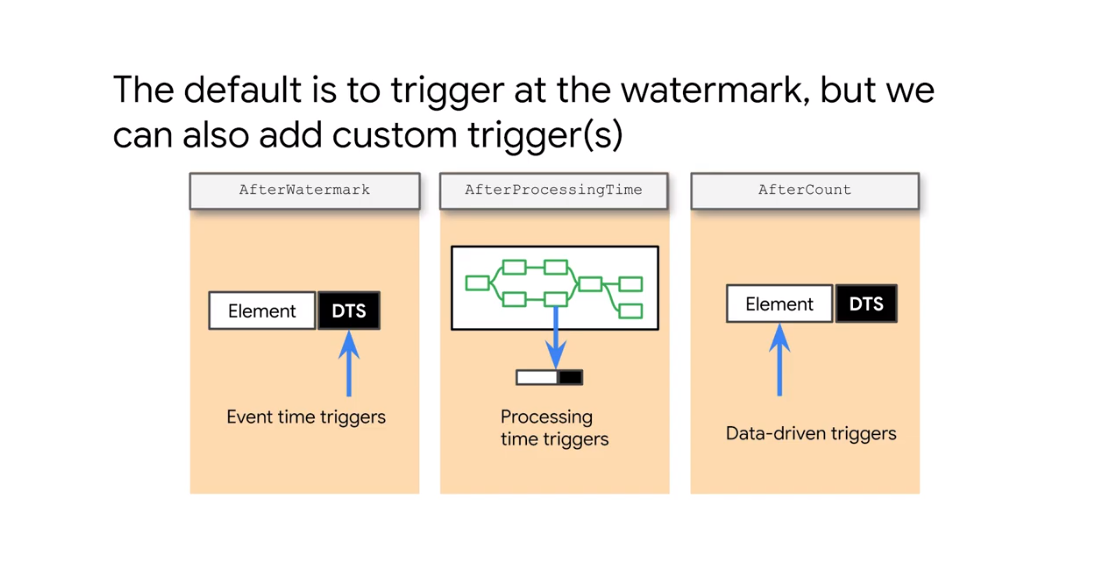 The default is to trigger at the watermark, but we
can also add custom trigger(s)
AfterWatermark
Element DTS
Event time triggers
AfterProcessingTime
Processing
time triggers
AfterCount
Element DTS
Data-driven triggers